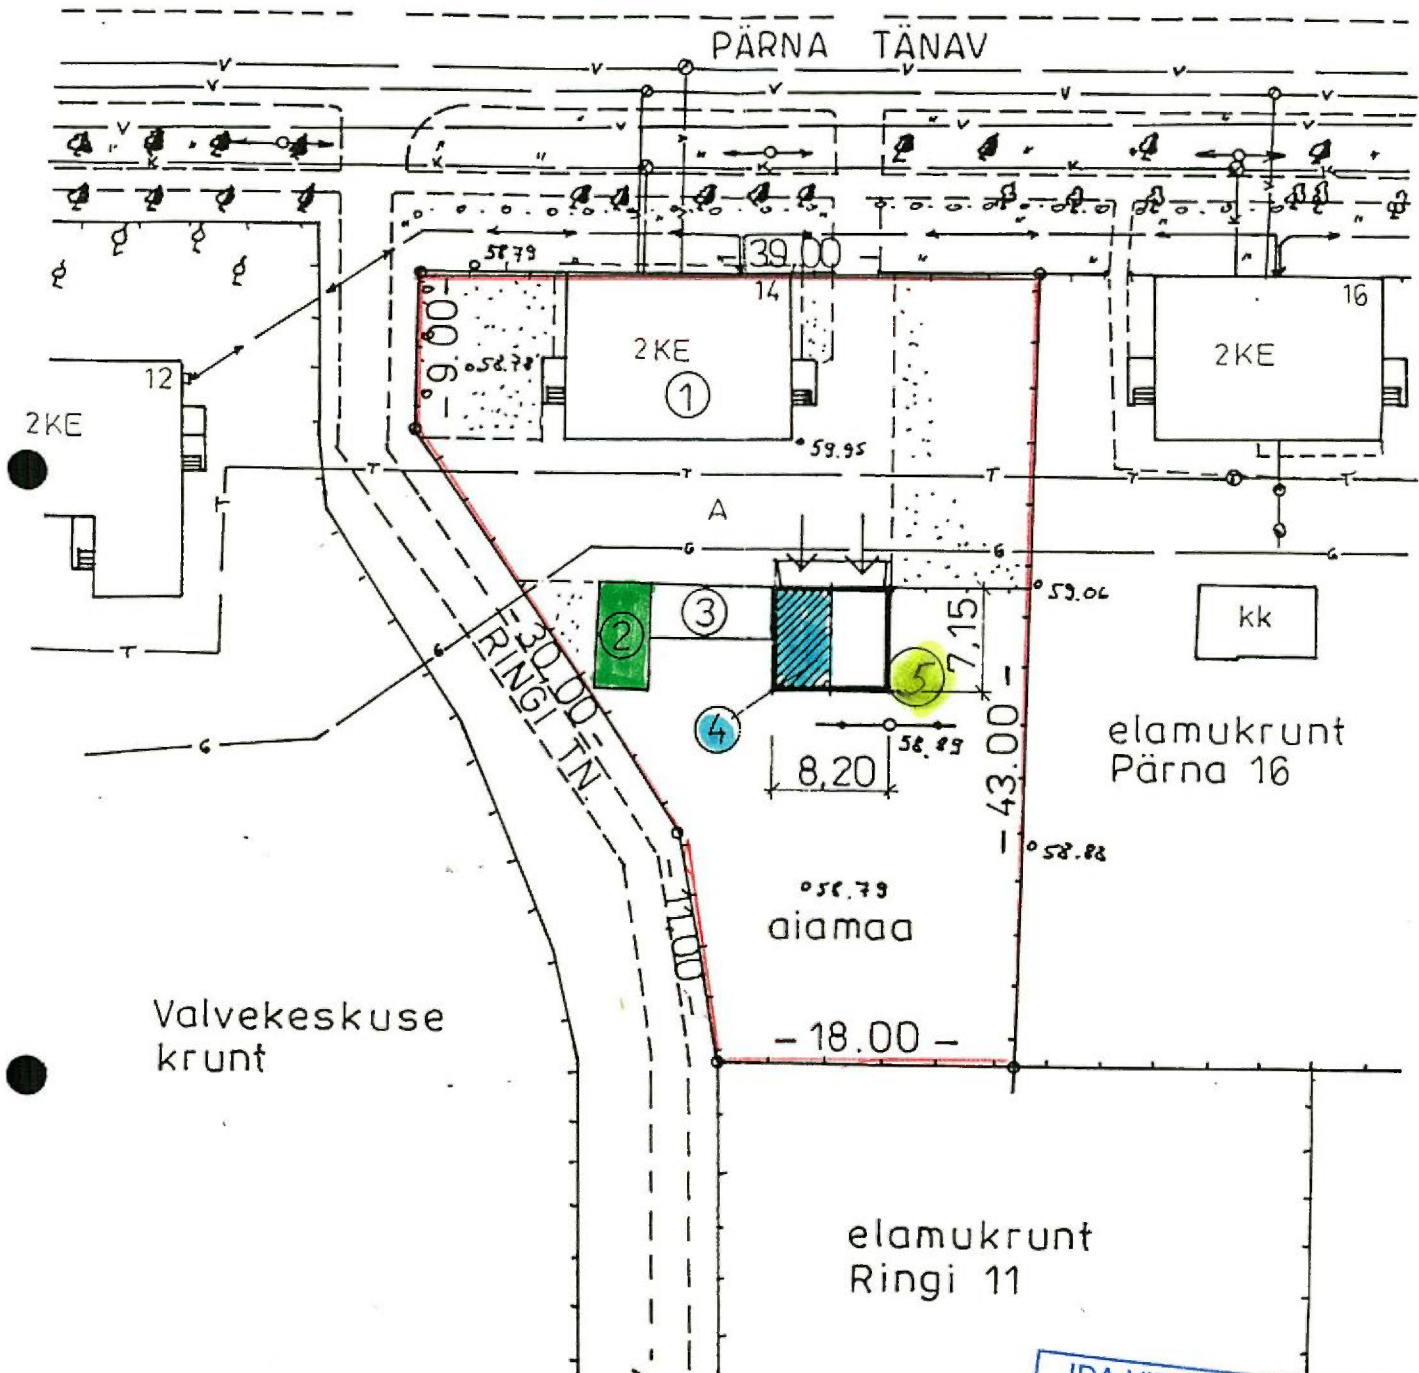 PÄRNA TÄNAV
V V V V
V V V V
V V V V
K K K K
- 39.00 -
58.79
14
16
- 9.00 -
58.78
2KE
1
2KE
12
2KE
59.95
T T T T T
T
A
G G G
59.06
2
3
7,15
kk
- 30.00 -
RINGI TN.
T
G
5
4
58.89
8,20
G
- 43.00 -
elamukrunt
Pärna 16
58.88
58.79
aiamaa
- 11.00 -
Valvekeskuse
krunt
- 18.00 -
elamukrunt
Ringi 11